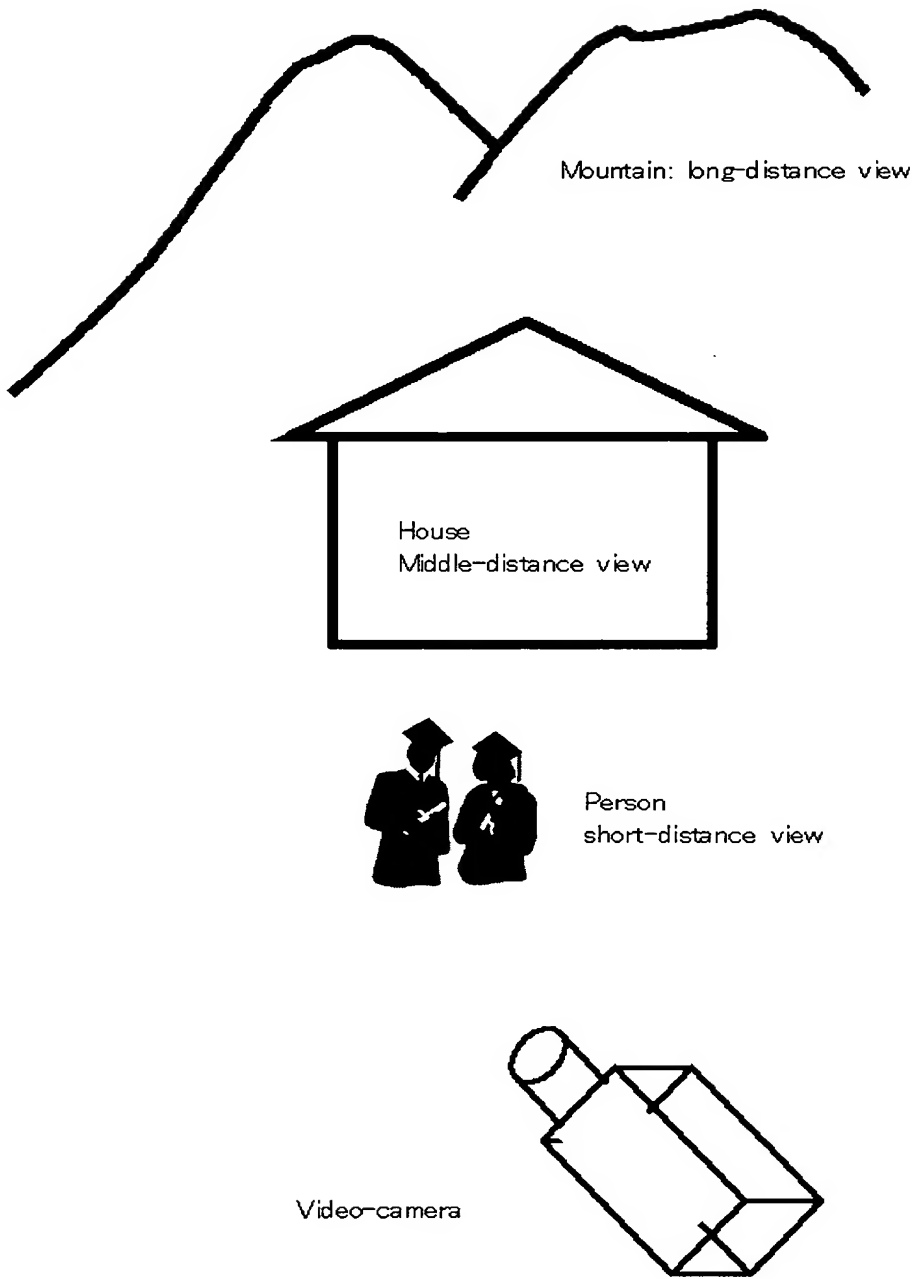 Mountain: long-distance view
House
Middle-distance view
Person
short-distance view
Video-camera